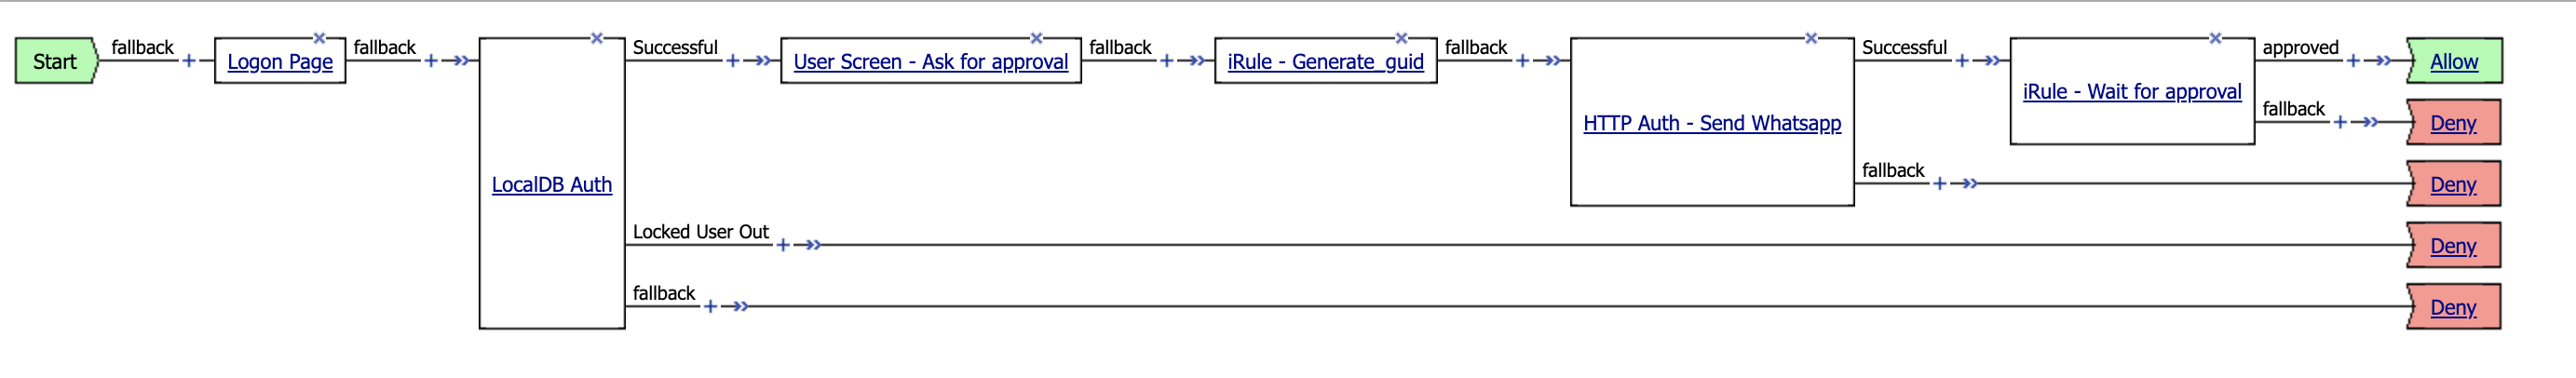 Start
fallback
Logon Page
fallback
LocalDB Auth
Successful
User Screen - Ask for approval
fallback
iRule - Generate_guid
fallback
HTTP Auth - Send Whatsapp
Successful
iRule - Wait for approval
approved
Allow
fallback
Deny
fallback
Deny
Locked User Out
Deny
fallback
Deny